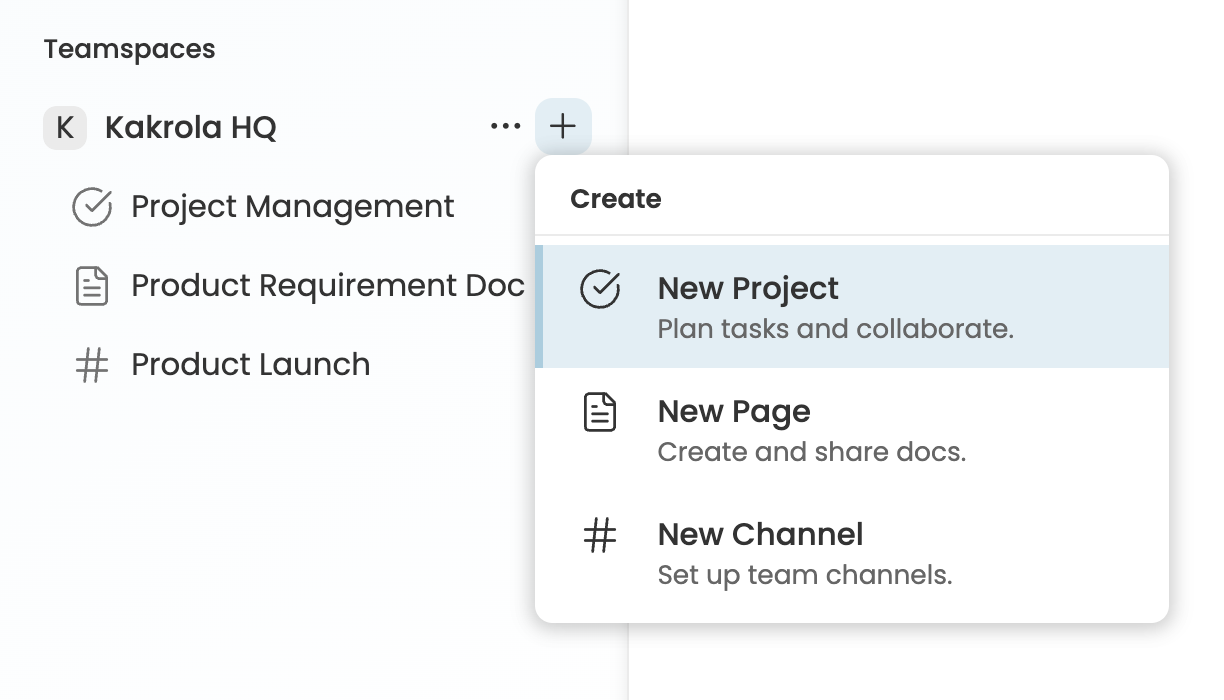 Teamspaces
K Kakrola HQ
Project Management
Product Requirement Doc
Product Launch
Create
New Project
Plan tasks and collaborate.
New Page
Create and share docs.
New Channel
Set up team channels.